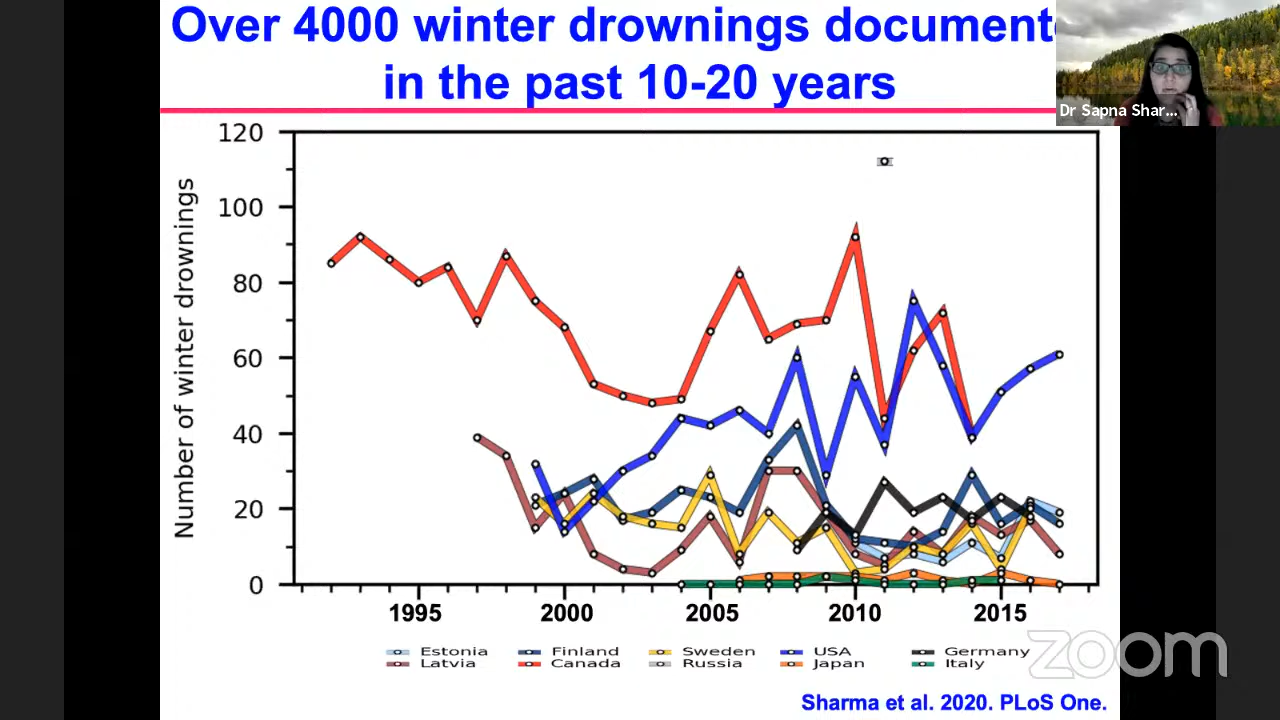 Over 4000 winter drownings document
in the past 10-20 years
Dr Sapna Shar...
Number of winter drownings
120
100
80
60
40
20
0
1995 2000 2005 2010 2015
Estonia Finland Sweden USA Germany
Latvia Canada Russia Japan Italy
zoom
Sharma et al. 2020. PLoS One.